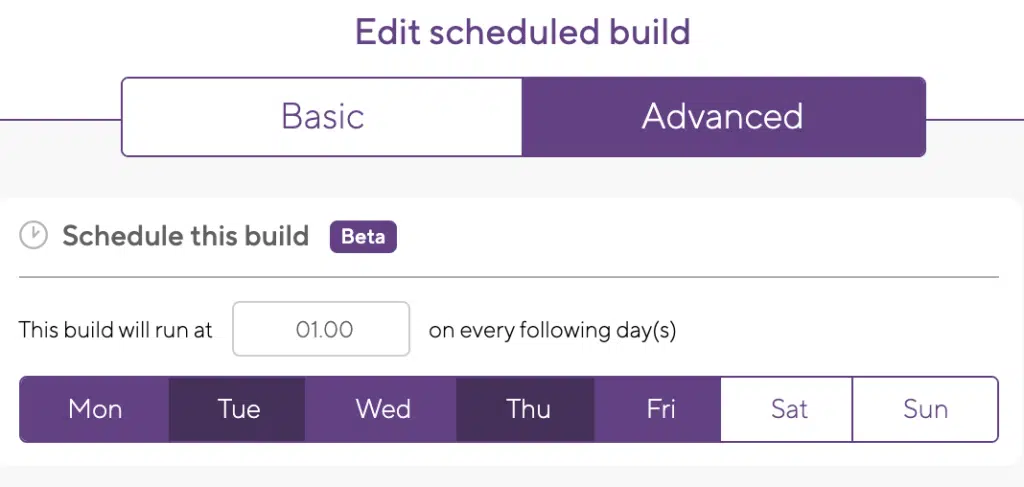 Edit scheduled build
Basic Advanced
Schedule this build Beta
This build will run at 01.00 on every following day(s)
Mon Tue Wed Thu Fri Sat Sun